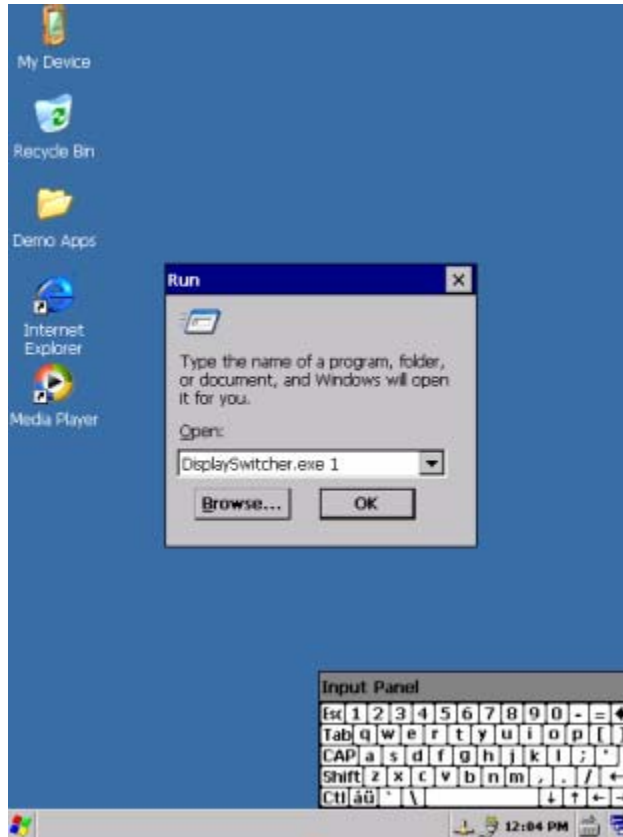 My Device
Recycle Bin
Demo Apps
Internet
Explorer
Media Player
Run
Type the name of a program, folder,
or document, and Windows will open
it for you.
Open:
DisplaySwitcher.exe 1
Browse...
OK
Input Panel
Esc 1 2 3 4 5 6 7 8 9 0 - =
Tab q w e r t y u i o p [ ]
CAP a s d f g h j k l ; '
Shift z x c v b n m , . / ←
Ctl áü ` \ ↓ ↑ ← →
12:04 PM